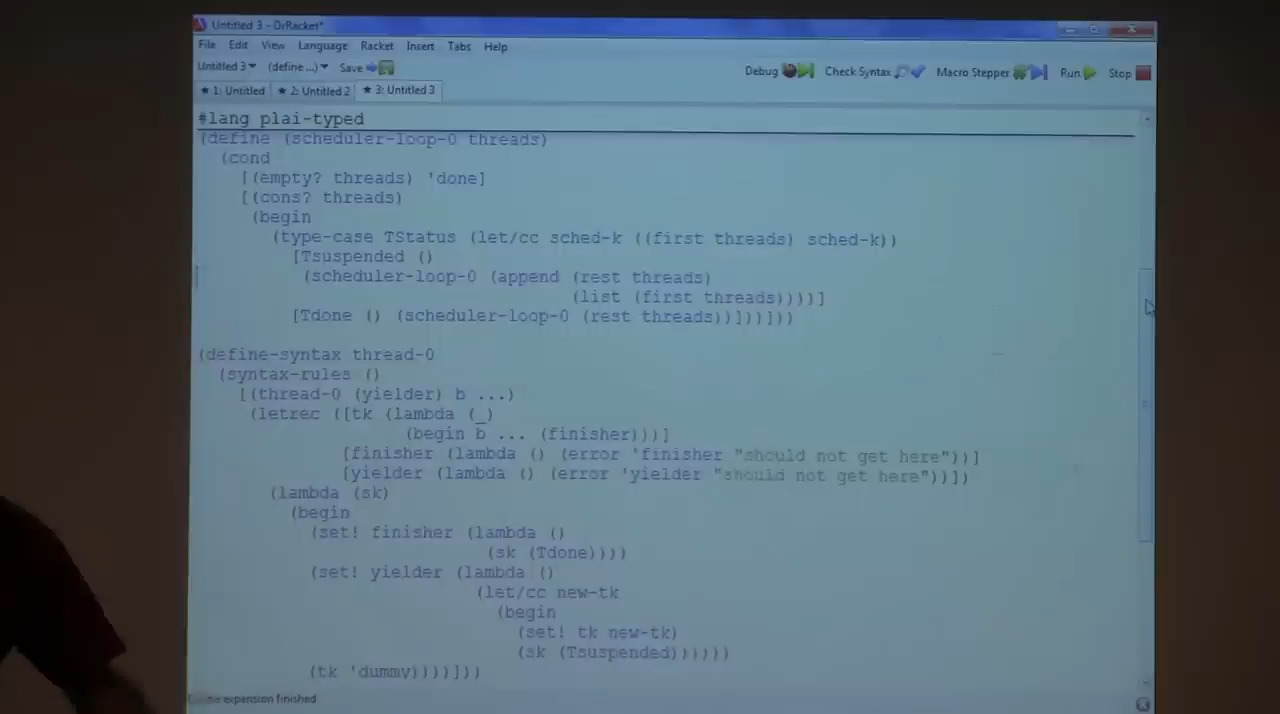 Untitled 3 - DrRacket*
File Edit View Language Racket Insert Tabs Help
Untitled 3 (define ...) Save Debug Check Syntax Macro Stepper Run Stop
1: Untitled 2: Untitled 2 3: Untitled 3
#lang plai-typed
(define (scheduler-loop-0 threads)
(cond
[(empty? threads) 'done]
[(cons? threads)
(begin
(type-case TStatus (let/cc sched-k ((first threads) sched-k))
[Tsuspended ()
(scheduler-loop-0 (append (rest threads)
(list (first threads))))]
[Tdone () (scheduler-loop-0 (rest threads))]))]))
(define-syntax thread-0
(syntax-rules ()
[(thread-0 (yielder) b ...)
(letrec ([tk (lambda (_)
(begin b ... (finisher)))]
[finisher (lambda () (error 'finisher "should not get here"))]
[yielder (lambda () (error 'yielder "should not get here"))])
(lambda (sk)
(begin
(set! finisher (lambda ()
(sk (Tdone))))
(set! yielder (lambda ()
(let/cc new-tk
(begin
(set! tk new-tk)
(sk (Tsuspended))))))
(tk 'dummy))))]))
expansion finished